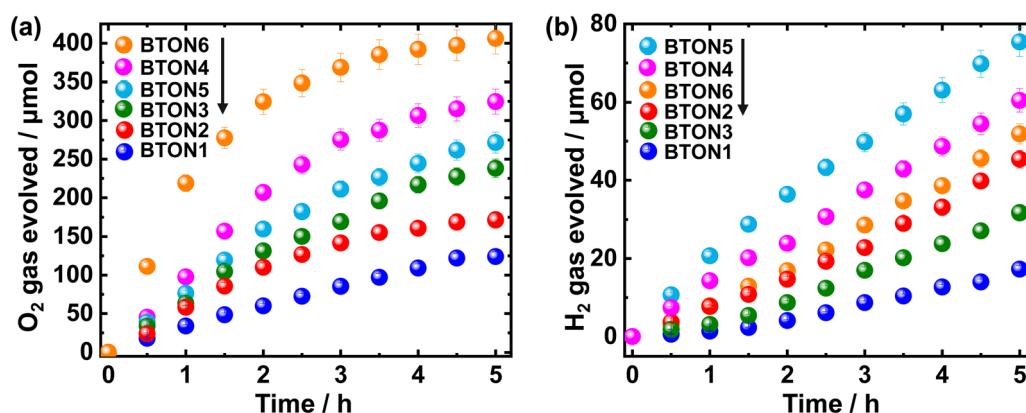 (a)
O₂ gas evolved / µmol
400
350
300
250
200
150
100
50
0
BTON6
BTON4
BTON5
BTON3
BTON2
BTON1
0 1 2 3 4 5
Time / h
(b)
H₂ gas evolved / µmol
80
60
40
20
0
BTON5
BTON4
BTON6
BTON2
BTON3
BTON1
0 1 2 3 4 5
Time / h